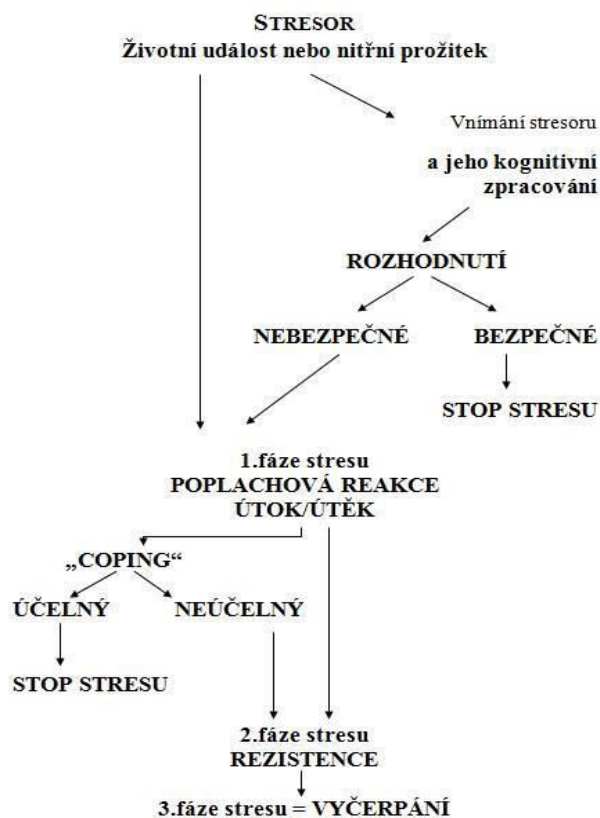 STRESOR
Životní událost nebo nitřní prožitek
Vnímání stresoru
a jeho kognitivní
zpracování
ROZHODNUTÍ
NEBEZPEČNÉ
BEZPEČNÉ
STOP STRESU
1.fáze stresu
POPLACHOVÁ REAKCE
ÚTOK/ÚTĚK
„COPING“
ÚČELNÝ
NEÚČELNÝ
STOP STRESU
2.fáze stresu
REZISTENCE
3.fáze stresu = VYČERPÁNÍ